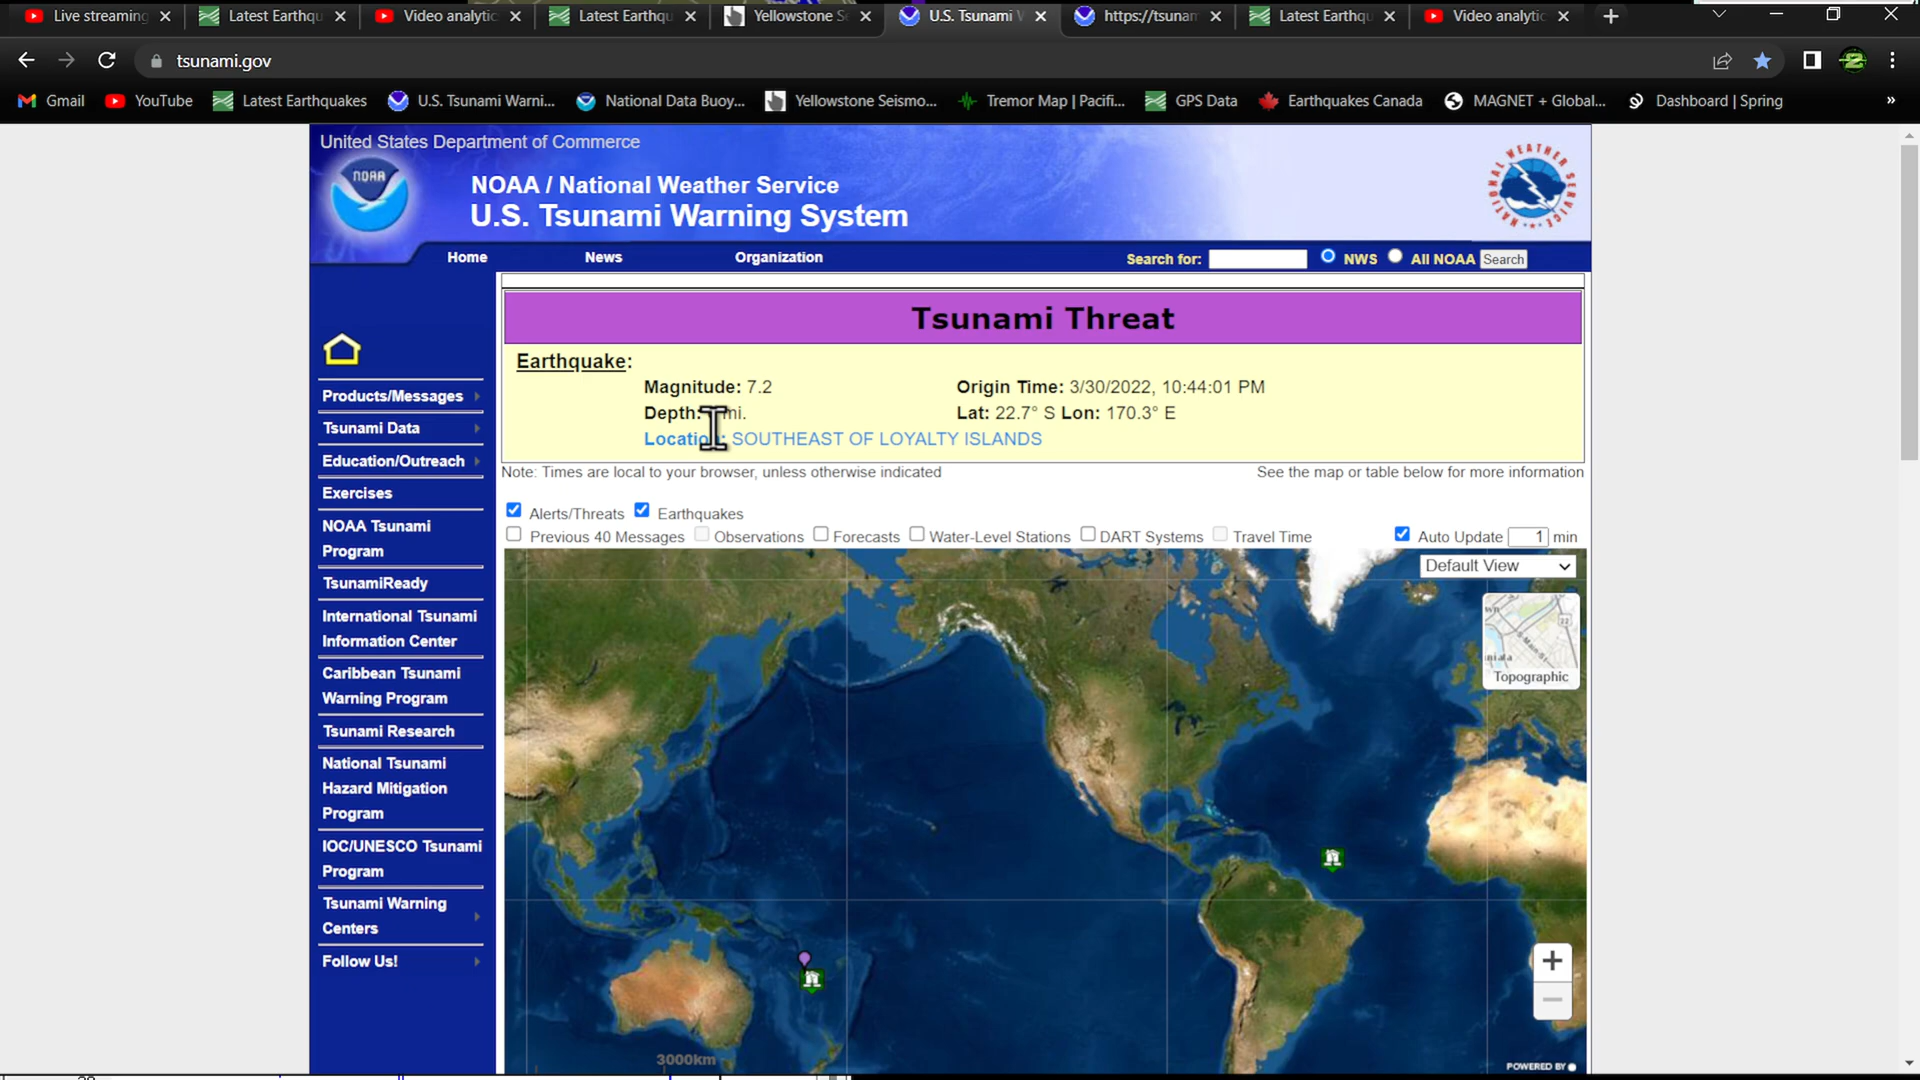 Live streaming
Latest Earthqu
Video analytic
Latest Earthqu
Yellowstone Se
U.S. Tsunami W
https://tsunam
Latest Earthqu
Video analytic
tsunami.gov
Gmail
YouTube
Latest Earthquakes
U.S. Tsunami Warni...
National Data Buoy...
Yellowstone Seismo...
Tremor Map | Pacifi...
GPS Data
Earthquakes Canada
MAGNET + Global...
Dashboard | Spring
»
United States Department of Commerce
NOAA
NOAA / National Weather Service
U.S. Tsunami Warning System
NATIONAL WEATHER SERVICE
Home News Organization
Search for: NWS All NOAA Search
Tsunami Threat
Earthquake:
Magnitude: 7.2 Origin Time: 3/30/2022, 10:44:01 PM
Depth: mi. Lat: 22.7° S Lon: 170.3° E
Location: SOUTHEAST OF LOYALTY ISLANDS
Note: Times are local to your browser, unless otherwise indicated See the map or table below for more information
Alerts/Threats Earthquakes
Previous 40 Messages Observations Forecasts Water-Level Stations DART Systems Travel Time Auto Update 1 min
Default View
Topographic
+
−
3000km
POWERED BY
Products/Messages
Tsunami Data
Education/Outreach
Exercises
NOAA Tsunami
Program
TsunamiReady
International Tsunami
Information Center
Caribbean Tsunami
Warning Program
Tsunami Research
National Tsunami
Hazard Mitigation
Program
IOC/UNESCO Tsunami
Program
Tsunami Warning
Centers
Follow Us!